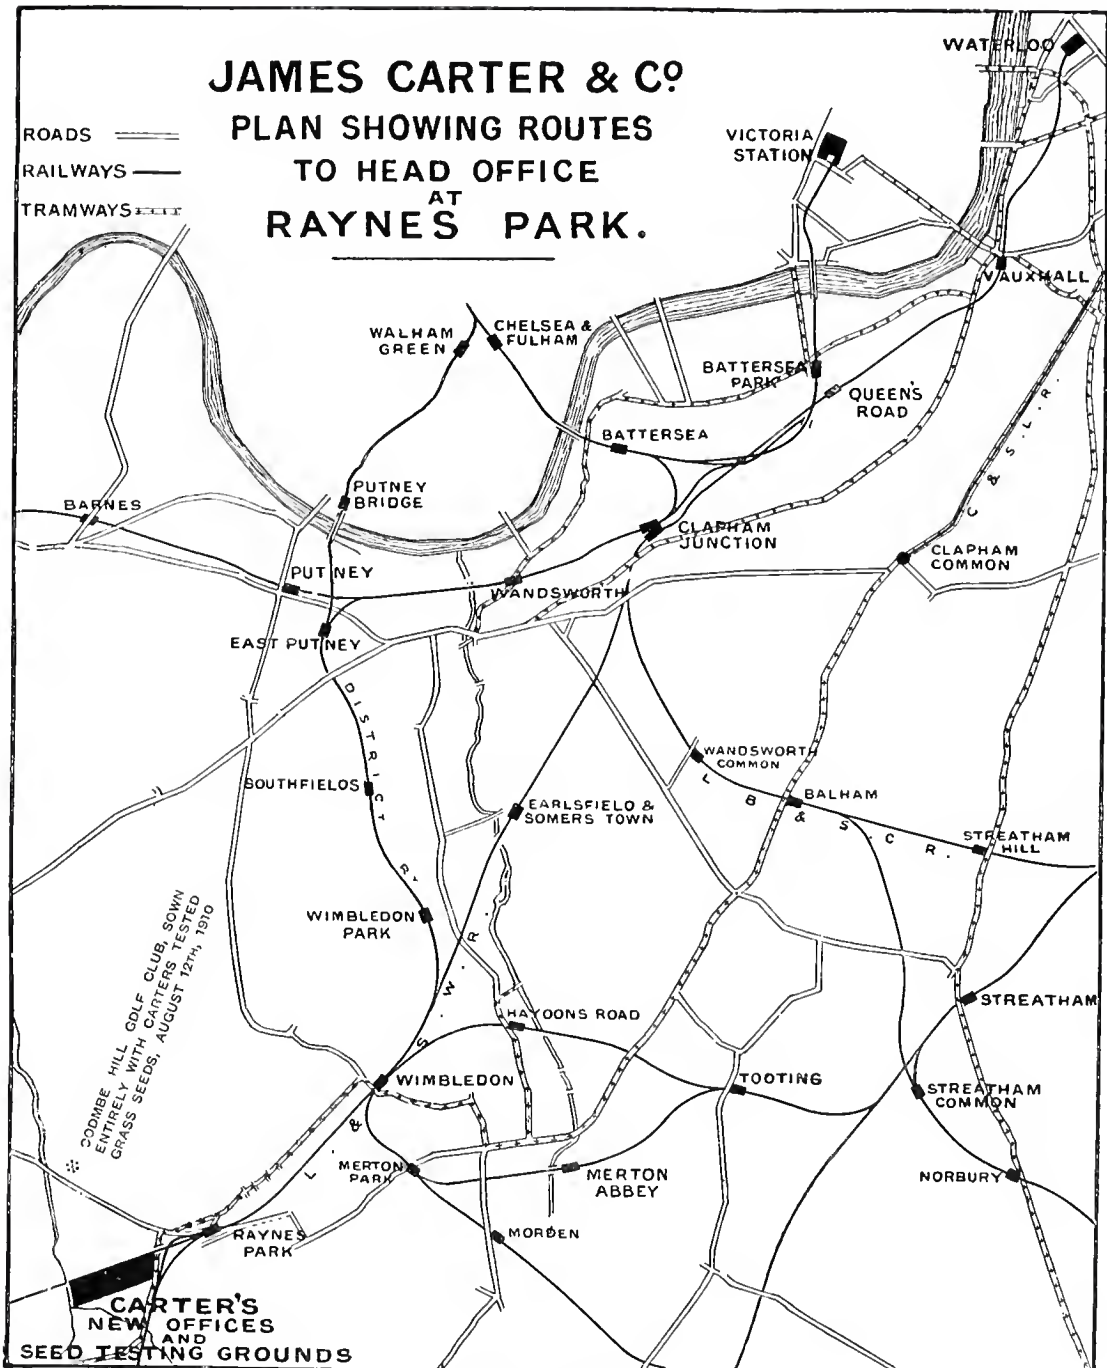 JAMES CARTER & Cº
PLAN SHOWING ROUTES
TO HEAD OFFICE
AT
RAYNES PARK.
ROADS
RAILWAYS
TRAMWAYS
WATERLOO
VICTORIA
STATION
VAUXHALL
WALHAM
GREEN
CHELSEA &
FULHAM
BATTERSEA
PARK
QUEEN'S
ROAD
BATTERSEA
C & S. L. R.
PUTNEY
BRIDGE
BARNES
CLAPHAM
JUNCTION
CLAPHAM
COMMON
PUTNEY
WANDSWORTH
EAST PUTNEY
DISTRICT RY
WANDSWORTH
COMMON
L B & S. C. R.
SOUTHFIELOS
BALHAM
EARLSFIELD &
SOMERS TOWN
STREATHAM
HILL
WIMBLEDON
PARK
COOMBE HILL GOLF CLUB, SOWN
ENTIRELY WITH CARTERS TESTED
GRASS SEEDS, AUGUST 12TH, 1910
L & S. W. R.
STREATHAM
HAYOONS ROAD
WIMBLEDON
TOOTING
STREATHAM
COMMON
MERTON
PARK
MERTON
ABBEY
NORBURY
RAYNES
PARK
MORDEN
CARTER'S
NEW OFFICES
AND
SEED TESTING GROUNDS